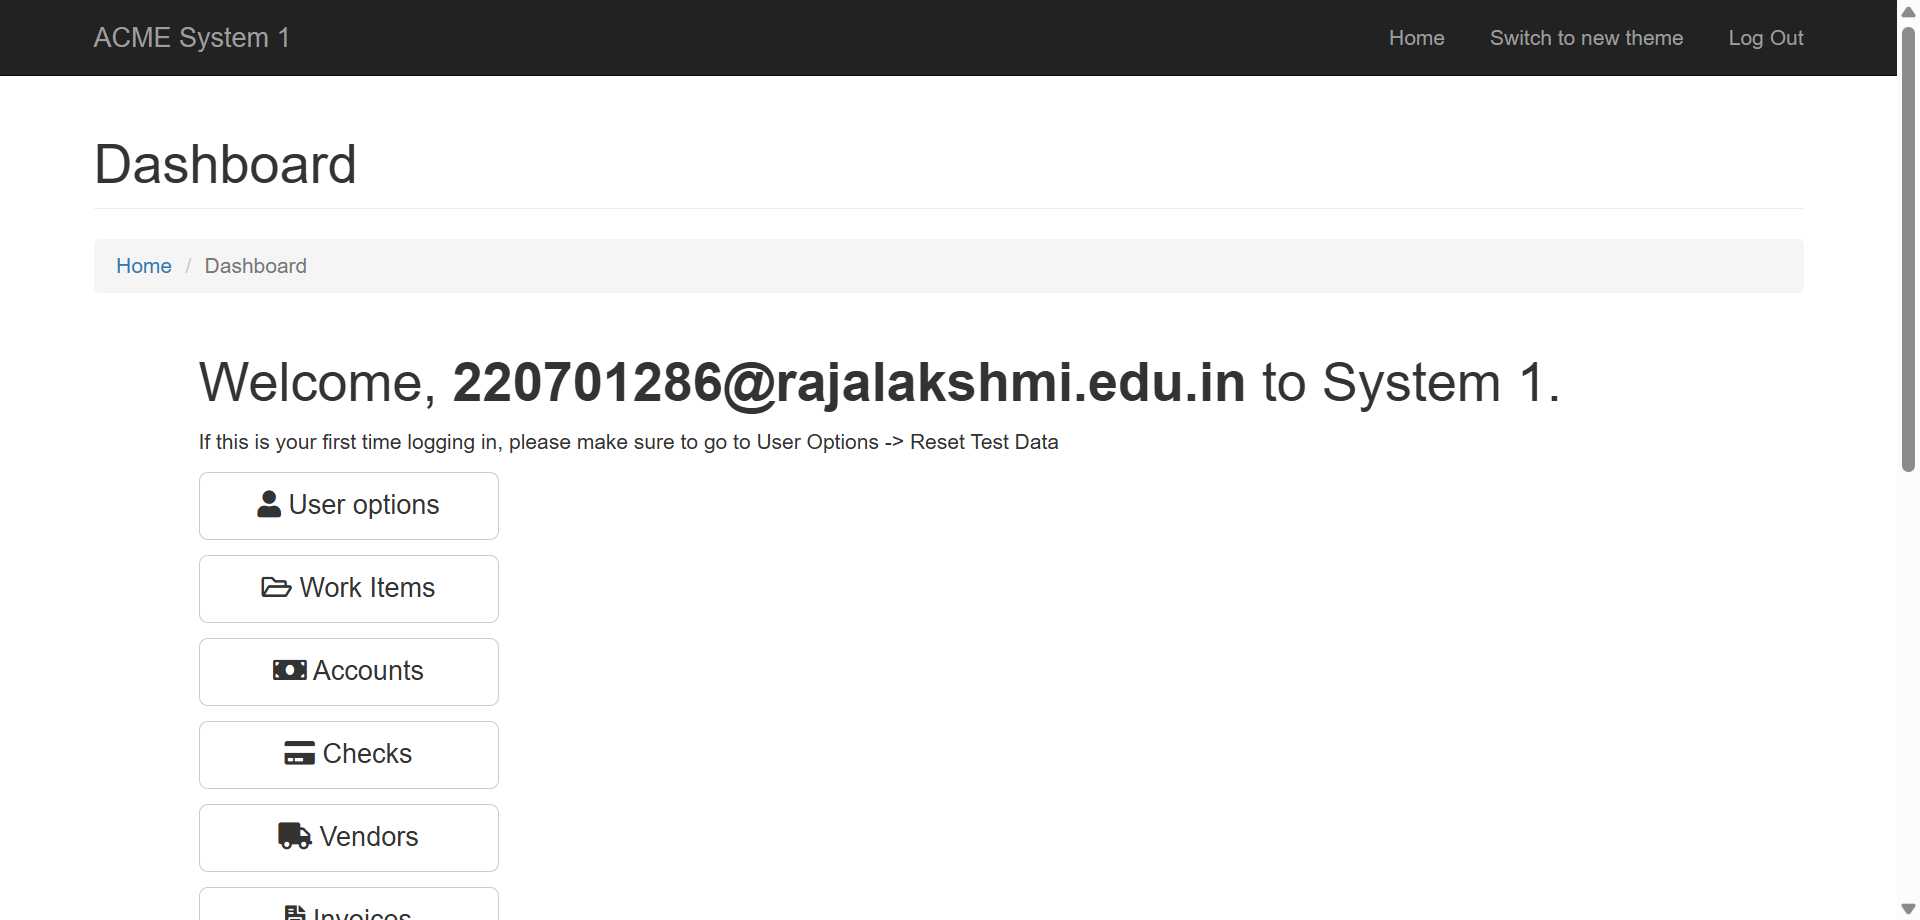 ACME System 1
Home
Switch to new theme
Log Out
Dashboard
Home / Dashboard
Welcome, 220701286@rajalakshmi.edu.in to System 1.
If this is your first time logging in, please make sure to go to User Options -> Reset Test Data
User options
Work Items
Accounts
Checks
Vendors
Invoices